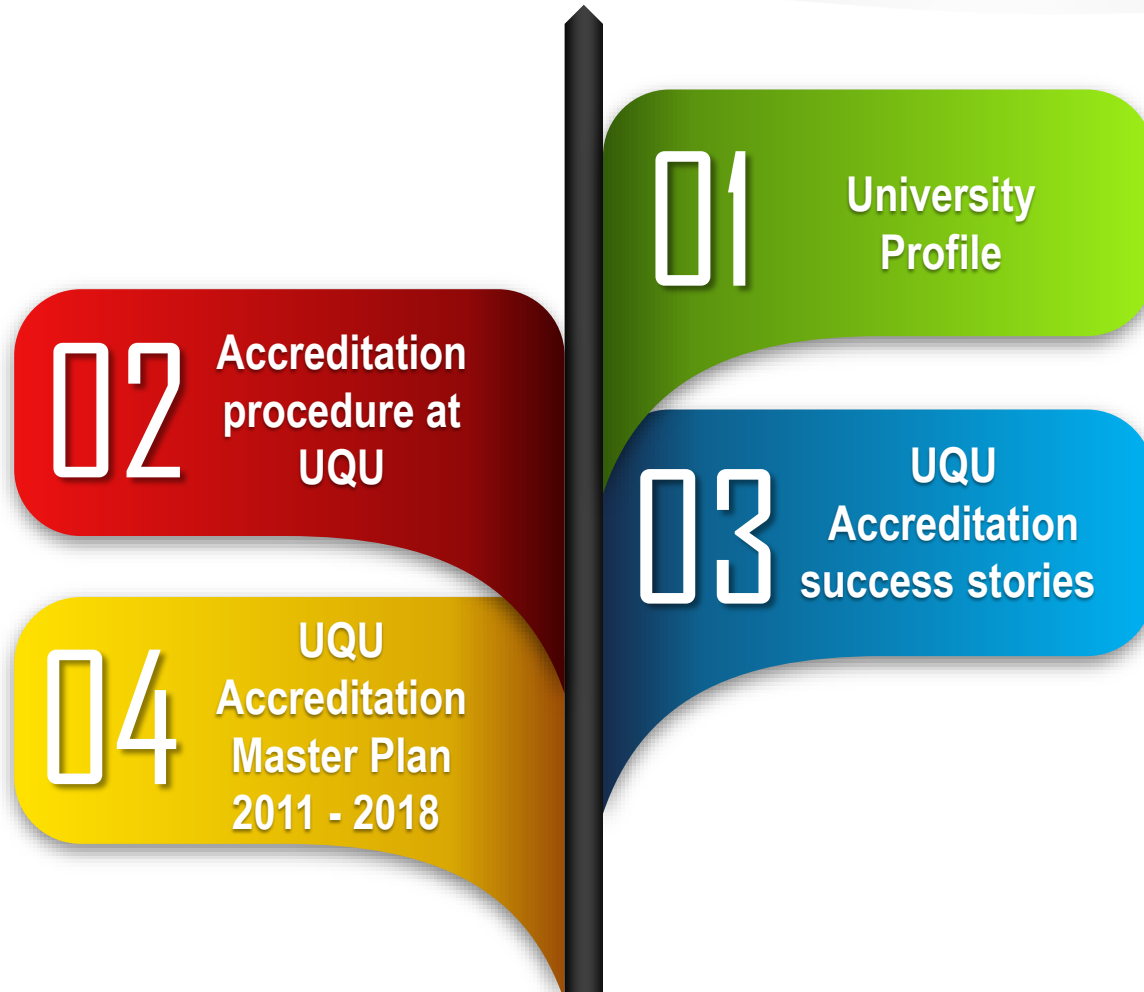 01
University
Profile
02
Accreditation
procedure at
UQU
03
UQU
Accreditation
success stories
04
UQU
Accreditation
Master Plan
2011 - 2018